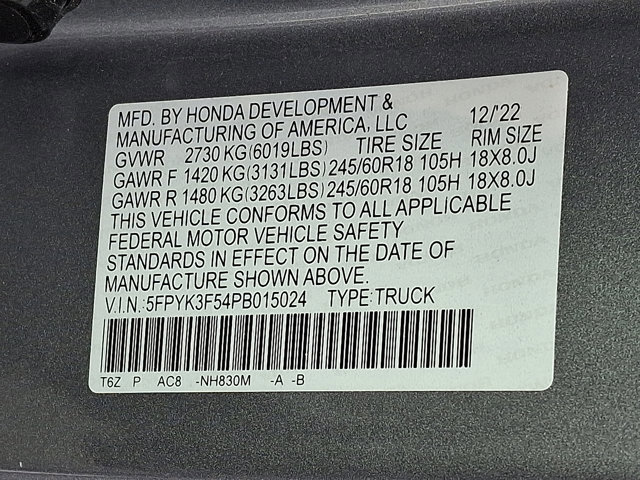 MFD. BY HONDA DEVELOPMENT &
MANUFACTURING OF AMERICA, LLC 12/'22
GVWR 2730 KG(6019LBS) TIRE SIZE RIM SIZE
GAWR F 1420 KG(3131LBS) 245/60R18 105H 18X8.0J
GAWR R 1480 KG(3263LBS) 245/60R18 105H 18X8.0J
THIS VEHICLE CONFORMS TO ALL APPLICABLE
FEDERAL MOTOR VEHICLE SAFETY
STANDARDS IN EFFECT ON THE DATE OF
MANUFACTURE SHOWN ABOVE.
V.I.N.:5FPYK3F54PB015024 TYPE:TRUCK
T6Z P AC8 -NH830M -A -B